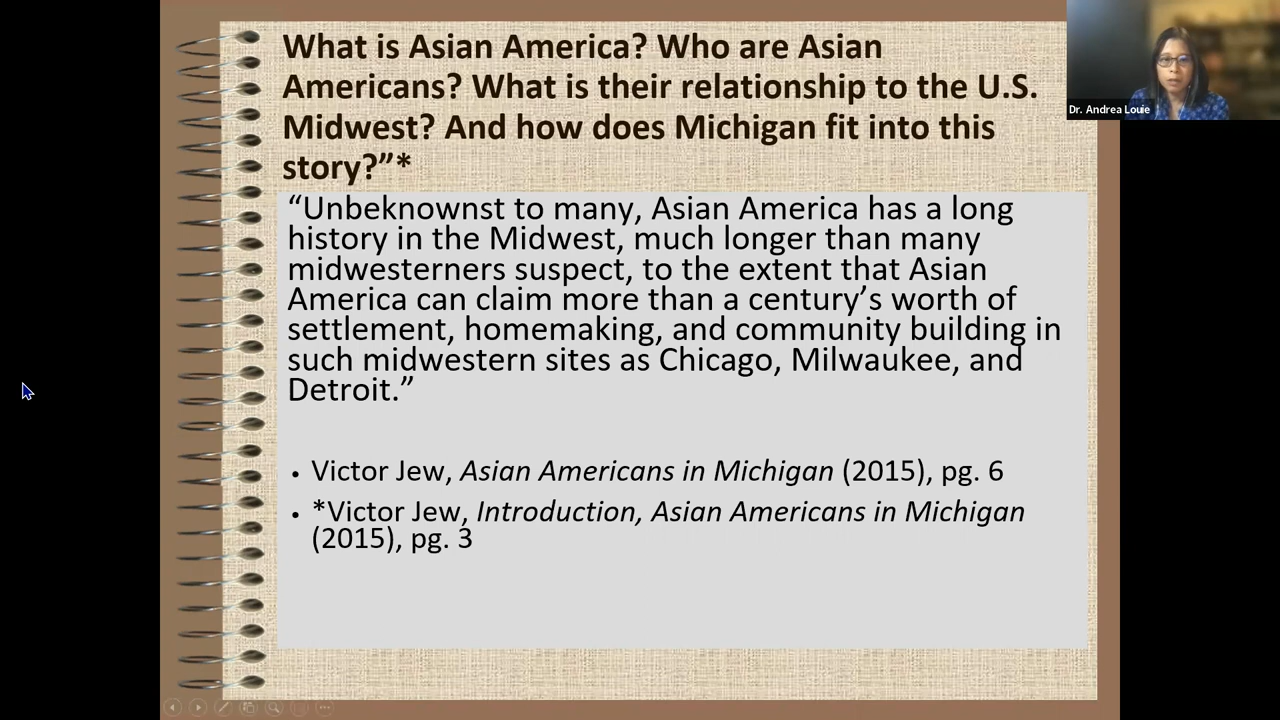 What is Asian America? Who are Asian
Americans? What is their relationship to the U.S.
Midwest? And how does Michigan fit into this
story?”*
“Unbeknownst to many, Asian America has a long
history in the Midwest, much longer than many
midwesterners suspect, to the extent that Asian
America can claim more than a century’s worth of
settlement, homemaking, and community building in
such midwestern sites as Chicago, Milwaukee, and
Detroit.”
• Victor Jew, Asian Americans in Michigan (2015), pg. 6
• *Victor Jew, Introduction, Asian Americans in Michigan
(2015), pg. 3
Dr. Andrea Louie